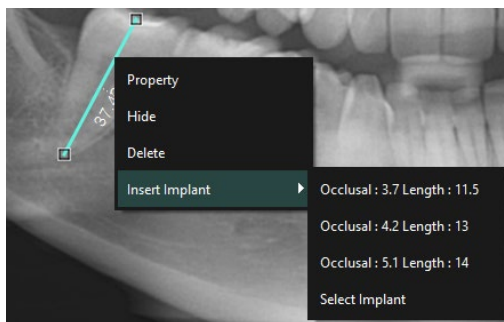 Property
Hide
Delete
Insert Implant
Occlusal : 3.7 Length : 11.5
Occlusal : 4.2 Length : 13
Occlusal : 5.1 Length : 14
Select Implant